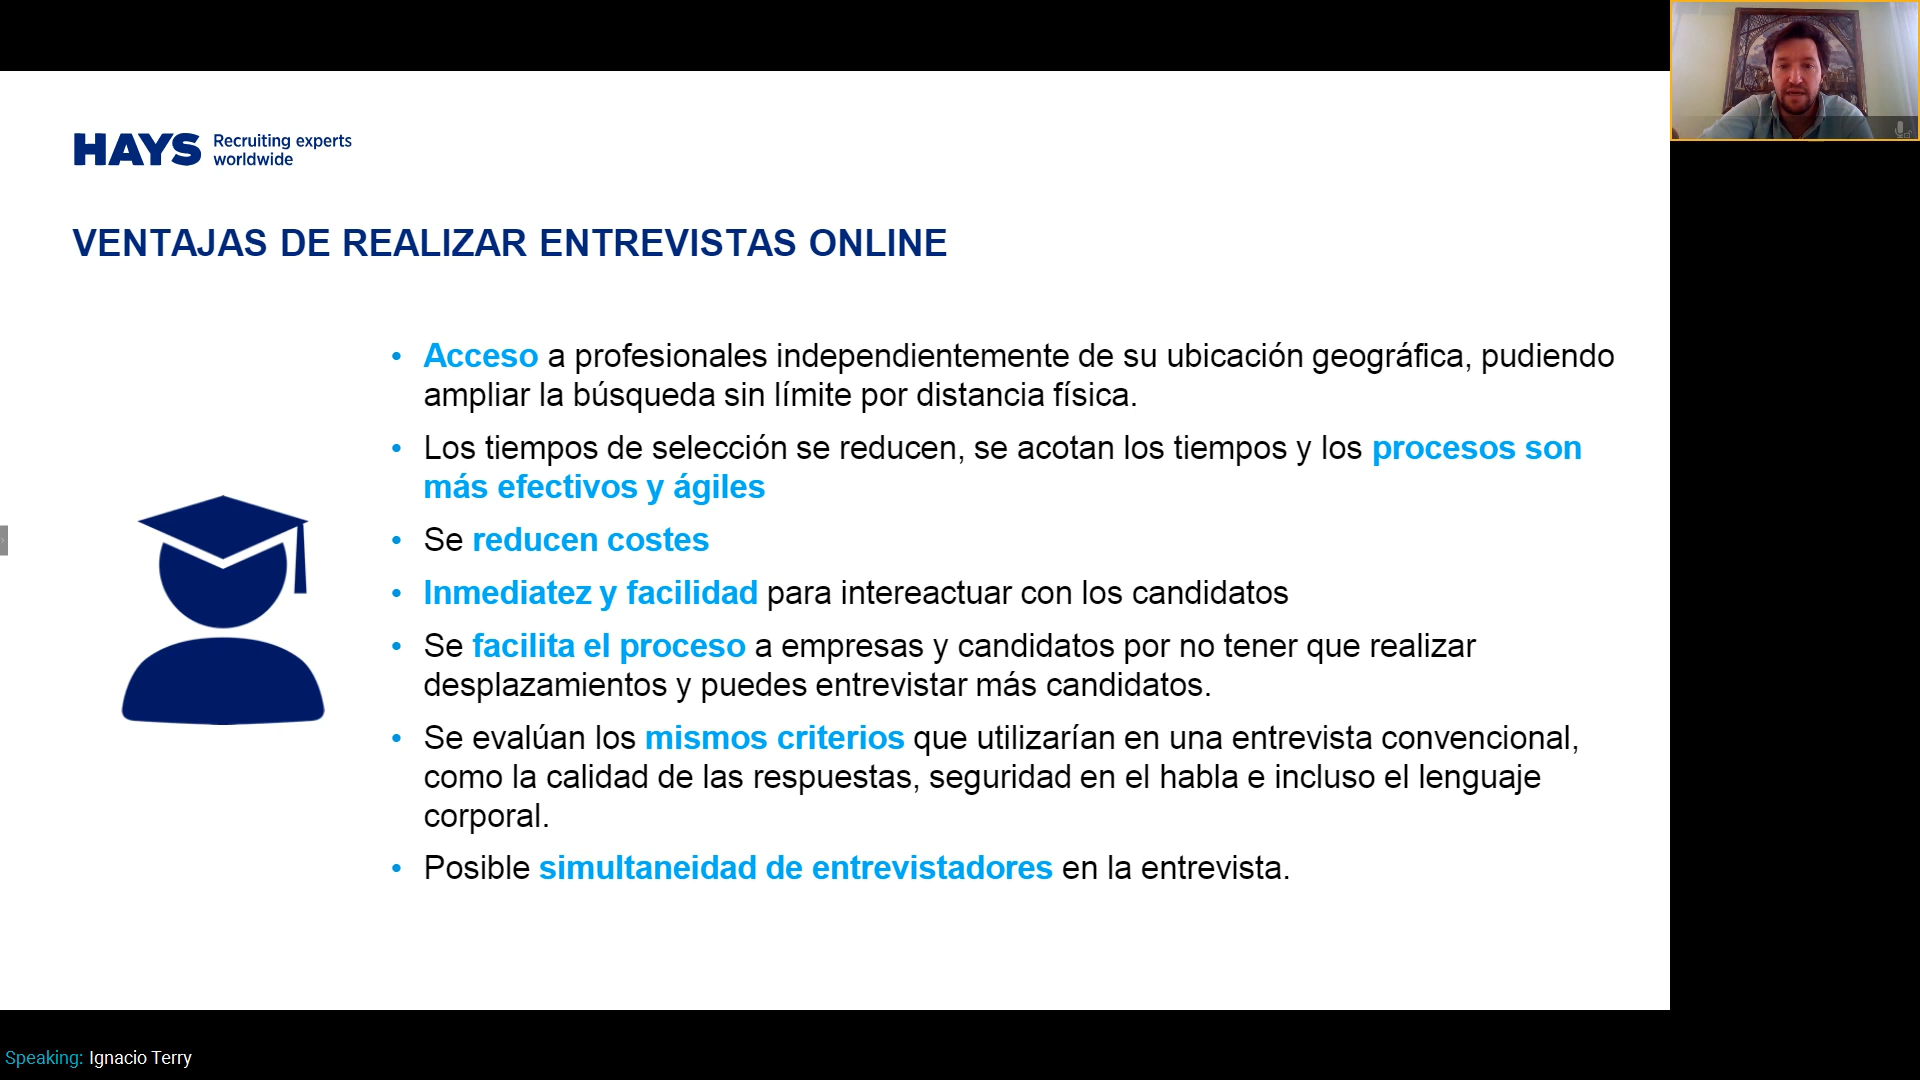 HAYS Recruiting experts
worldwide
VENTAJAS DE REALIZAR ENTREVISTAS ONLINE
• Acceso a profesionales independientemente de su ubicación geográfica, pudiendo
ampliar la búsqueda sin límite por distancia física.
• Los tiempos de selección se reducen, se acotan los tiempos y los procesos son
más efectivos y ágiles
• Se reducen costes
• Inmediatez y facilidad para intereactuar con los candidatos
• Se facilita el proceso a empresas y candidatos por no tener que realizar
desplazamientos y puedes entrevistar más candidatos.
• Se evalúan los mismos criterios que utilizarían en una entrevista convencional,
como la calidad de las respuestas, seguridad en el habla e incluso el lenguaje
corporal.
• Posible simultaneidad de entrevistadores en la entrevista.
Speaking: Ignacio Terry